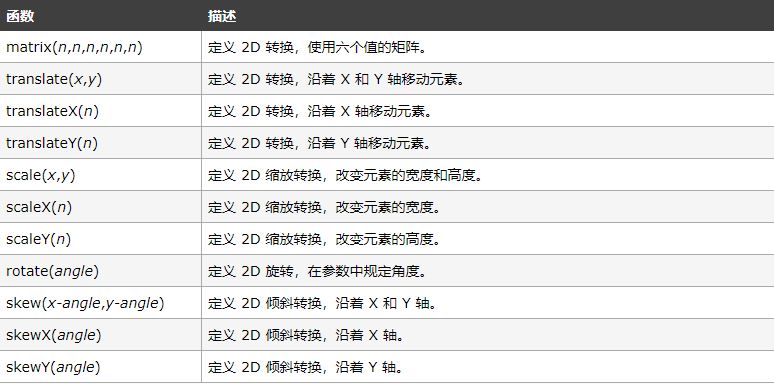 函数 描述
matrix(n,n,n,n,n,n) 定义 2D 转换，使用六个值的矩阵。
translate(x,y) 定义 2D 转换，沿着 X 和 Y 轴移动元素。
translateX(n) 定义 2D 转换，沿着 X 轴移动元素。
translateY(n) 定义 2D 转换，沿着 Y 轴移动元素。
scale(x,y) 定义 2D 缩放转换，改变元素的宽度和高度。
scaleX(n) 定义 2D 缩放转换，改变元素的宽度。
scaleY(n) 定义 2D 缩放转换，改变元素的高度。
rotate(angle) 定义 2D 旋转，在参数中规定角度。
skew(x-angle,y-angle) 定义 2D 倾斜转换，沿着 X 和 Y 轴。
skewX(angle) 定义 2D 倾斜转换，沿着 X 轴。
skewY(angle) 定义 2D 倾斜转换，沿着 Y 轴。